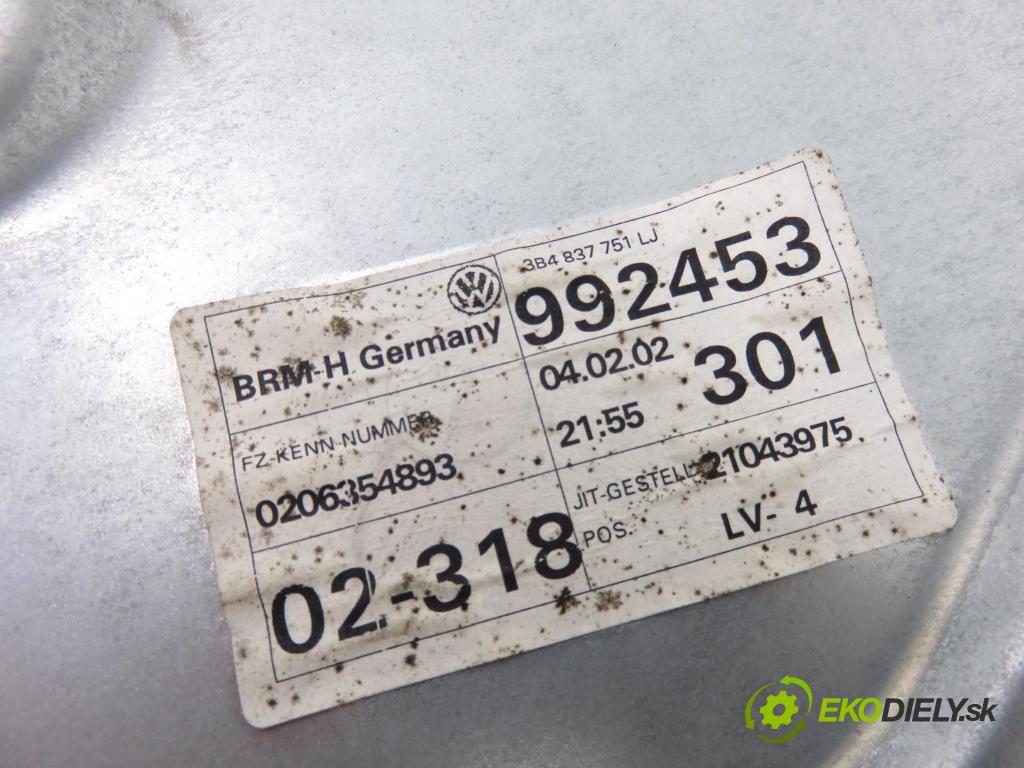 BRM-H Germany
3B4 837 751 LJ
992453
FZ. KENN-NUMMER
0206354893
04.02.02
21:55
301
02-318
JIT-GESTELL 21043975
POS. LV- 4
EKODIELY.sk